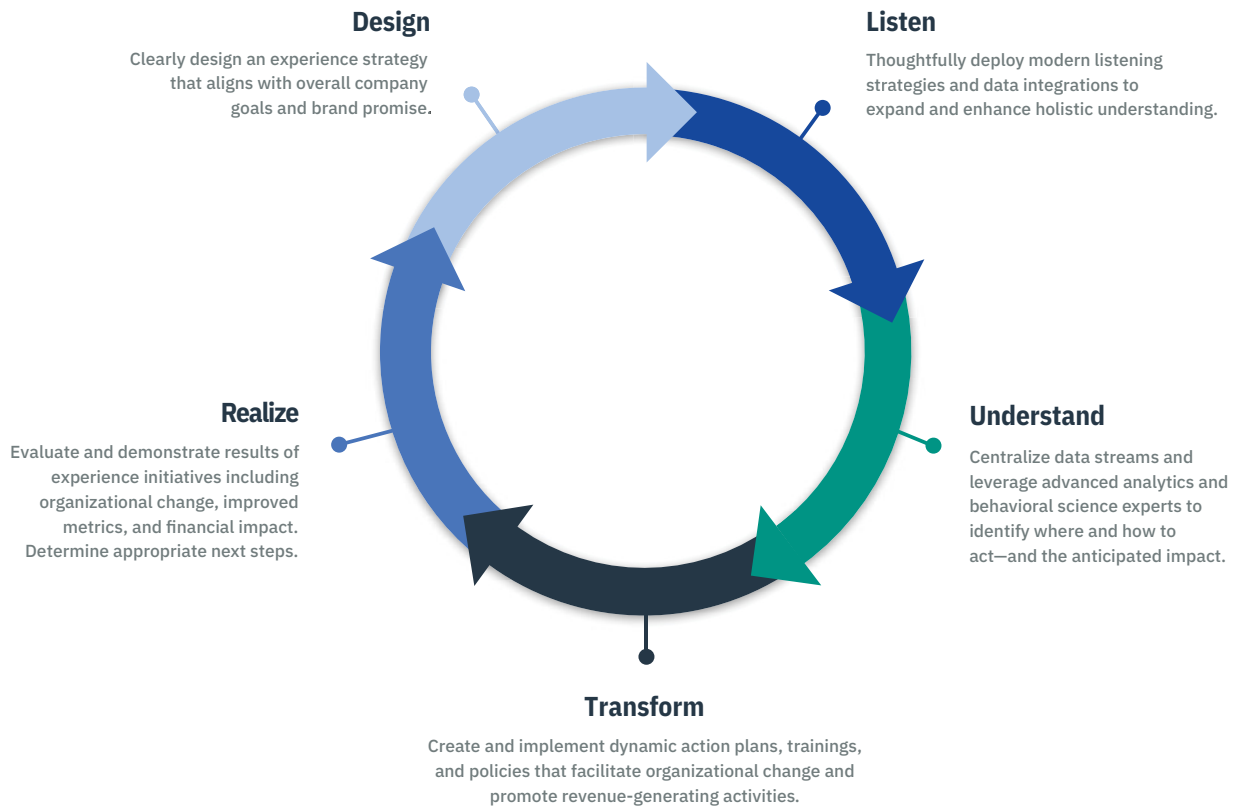 Design
Clearly design an experience strategy
that aligns with overall company
goals and brand promise.
Listen
Thoughtfully deploy modern listening
strategies and data integrations to
expand and enhance holistic understanding.
Understand
Centralize data streams and
leverage advanced analytics and
behavioral science experts to
identify where and how to
act—and the anticipated impact.
Transform
Create and implement dynamic action plans, trainings,
and policies that facilitate organizational change and
promote revenue-generating activities.
Realize
Evaluate and demonstrate results of
experience initiatives including
organizational change, improved
metrics, and financial impact.
Determine appropriate next steps.